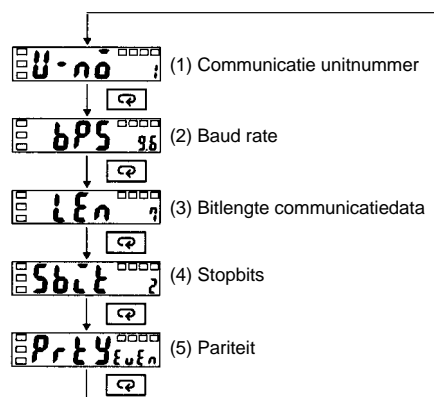 U-no 1 (1) Communicatie unitnummer
bPS 9.6 (2) Baud rate
LEn 7 (3) Bitlengte communicatiedata
Sbit 2 (4) Stopbits
PrtY EvEn (5) Pariteit